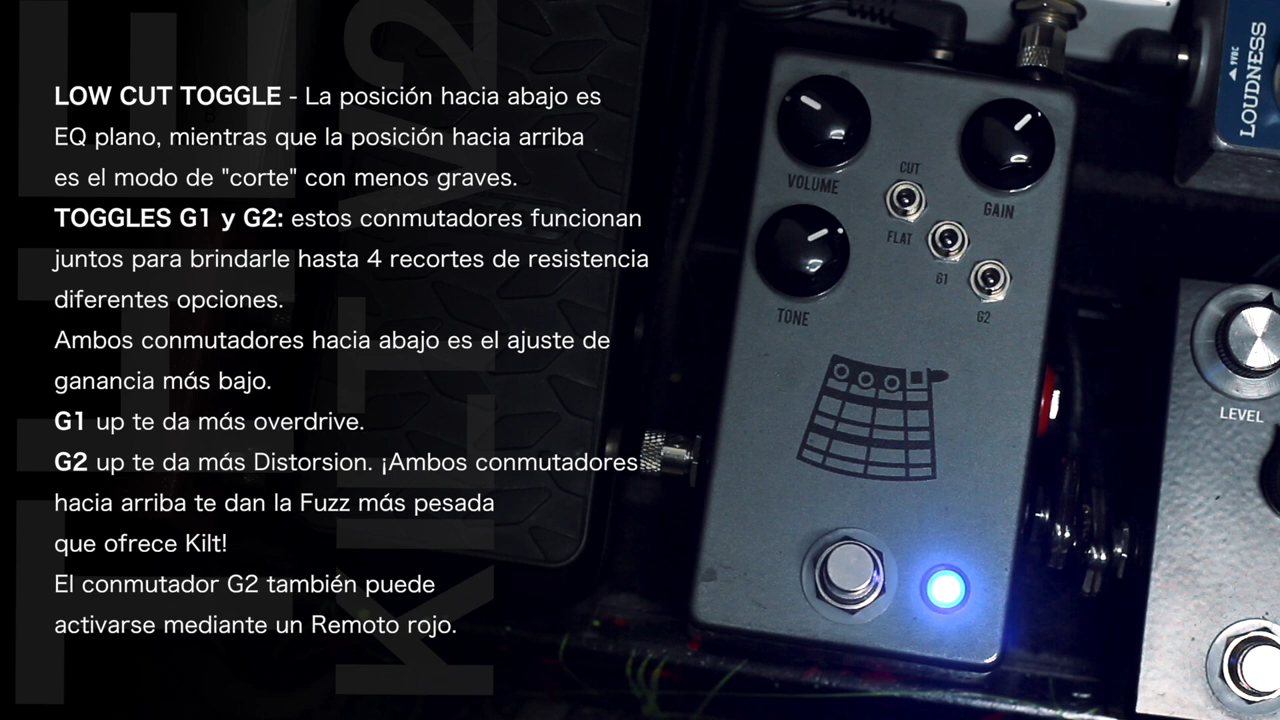 LOW CUT TOGGLE - La posición hacia abajo es
EQ plano, mientras que la posición hacia arriba
es el modo de "corte" con menos graves.
TOGGLES G1 y G2: estos conmutadores funcionan
juntos para brindarle hasta 4 recortes de resistencia
diferentes opciones.
Ambos conmutadores hacia abajo es el ajuste de
ganancia más bajo.
G1 up te da más overdrive.
G2 up te da más Distorsion. ¡Ambos conmutadores
hacia arriba te dan la Fuzz más pesada
que ofrece Kilt!
El conmutador G2 también puede
activarse mediante un Remoto rojo.
THE
KILT V2
VOLUME
GAIN
CUT
FLAT
G1
G2
TONE
LOUDNESS
LEVEL